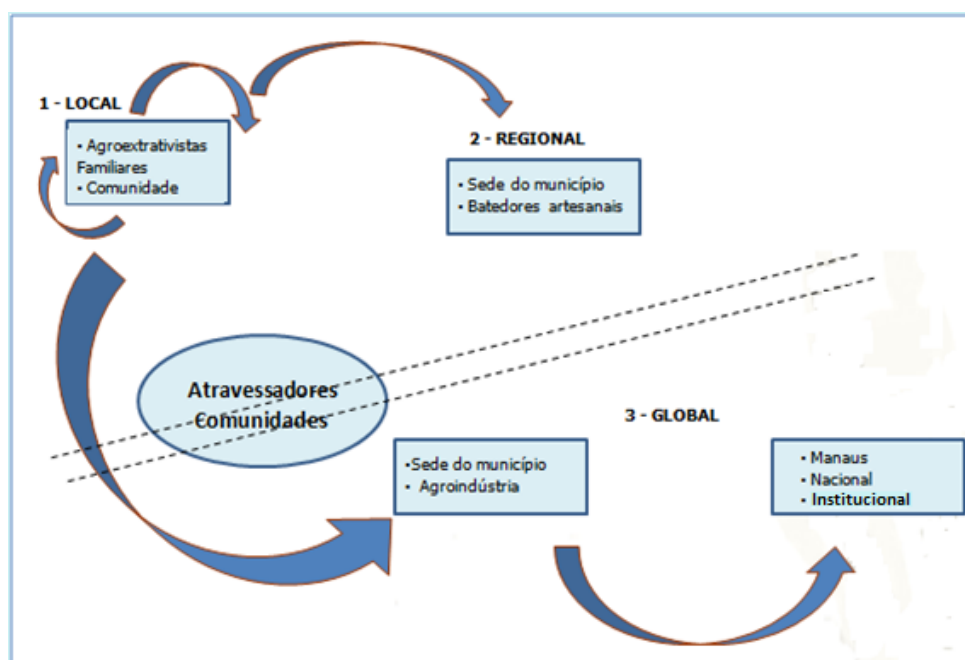 1 - LOCAL
• Agroextrativistas
Familiares
• Comunidade
2 - REGIONAL
• Sede do município
• Batedores artesanais
Atravessadores
Comunidades
3 - GLOBAL
•Sede do município
• Agroindústria
• Manaus
• Nacional
• Institucional